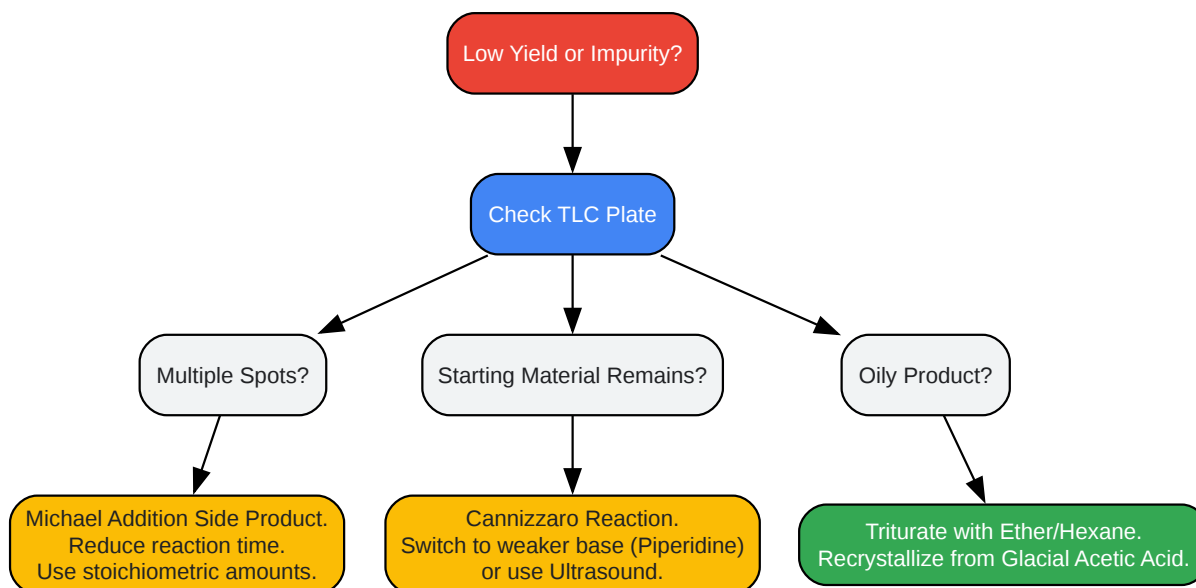 Low Yield or Impurity?
Check TLC Plate
Multiple Spots?
Starting Material Remains?
Oily Product?
Michael Addition Side Product.
Reduce reaction time.
Use stoichiometric amounts.
Cannizzaro Reaction.
Switch to weaker base (Piperidine)
or use Ultrasound.
Triturate with Ether/Hexane.
Recrystallize from Glacial Acetic Acid.